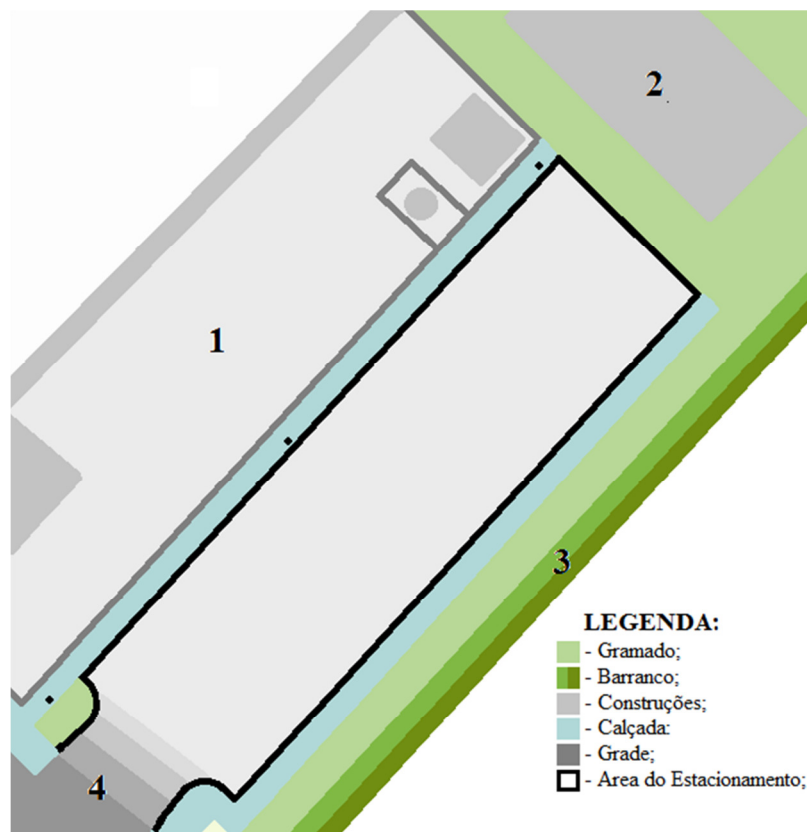 2
1
3
LEGENDA:
- Gramado;
- Barranco;
- Construções;
- Calçada:
- Grade;
- Area do Estacionamento;
4